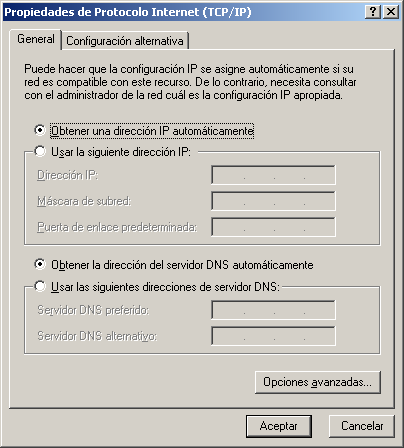 Propiedades de Protocolo Internet (TCP/IP)
General
Configuración alternativa
Puede hacer que la configuración IP se asigne automáticamente si su
red es compatible con este recurso. De lo contrario, necesita consultar
con el administrador de la red cuál es la configuración IP apropiada.
Obtener una dirección IP automáticamente
Usar la siguiente dirección IP:
Dirección IP:
Máscara de subred:
Puerta de enlace predeterminada:
Obtener la dirección del servidor DNS automáticamente
Usar las siguientes direcciones de servidor DNS:
Servidor DNS preferido:
Servidor DNS alternativo:
Opciones avanzadas...
Aceptar
Cancelar